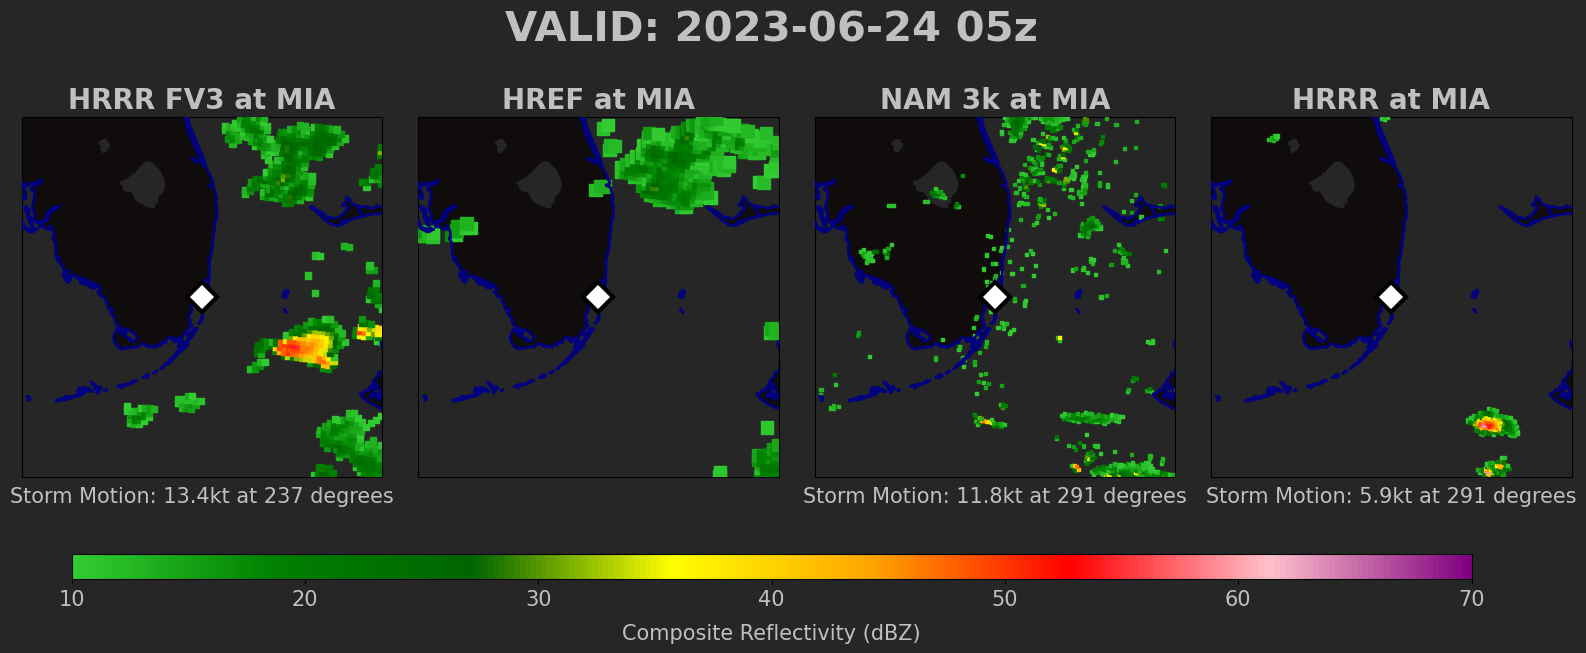 VALID: 2023-06-24 05z
HRRR FV3 at MIA
HREF at MIA
NAM 3k at MIA
HRRR at MIA
Storm Motion: 13.4kt at 237 degrees
Storm Motion: 11.8kt at 291 degrees
Storm Motion: 5.9kt at 291 degrees
10 20 30 40 50 60 70
Composite Reflectivity (dBZ)